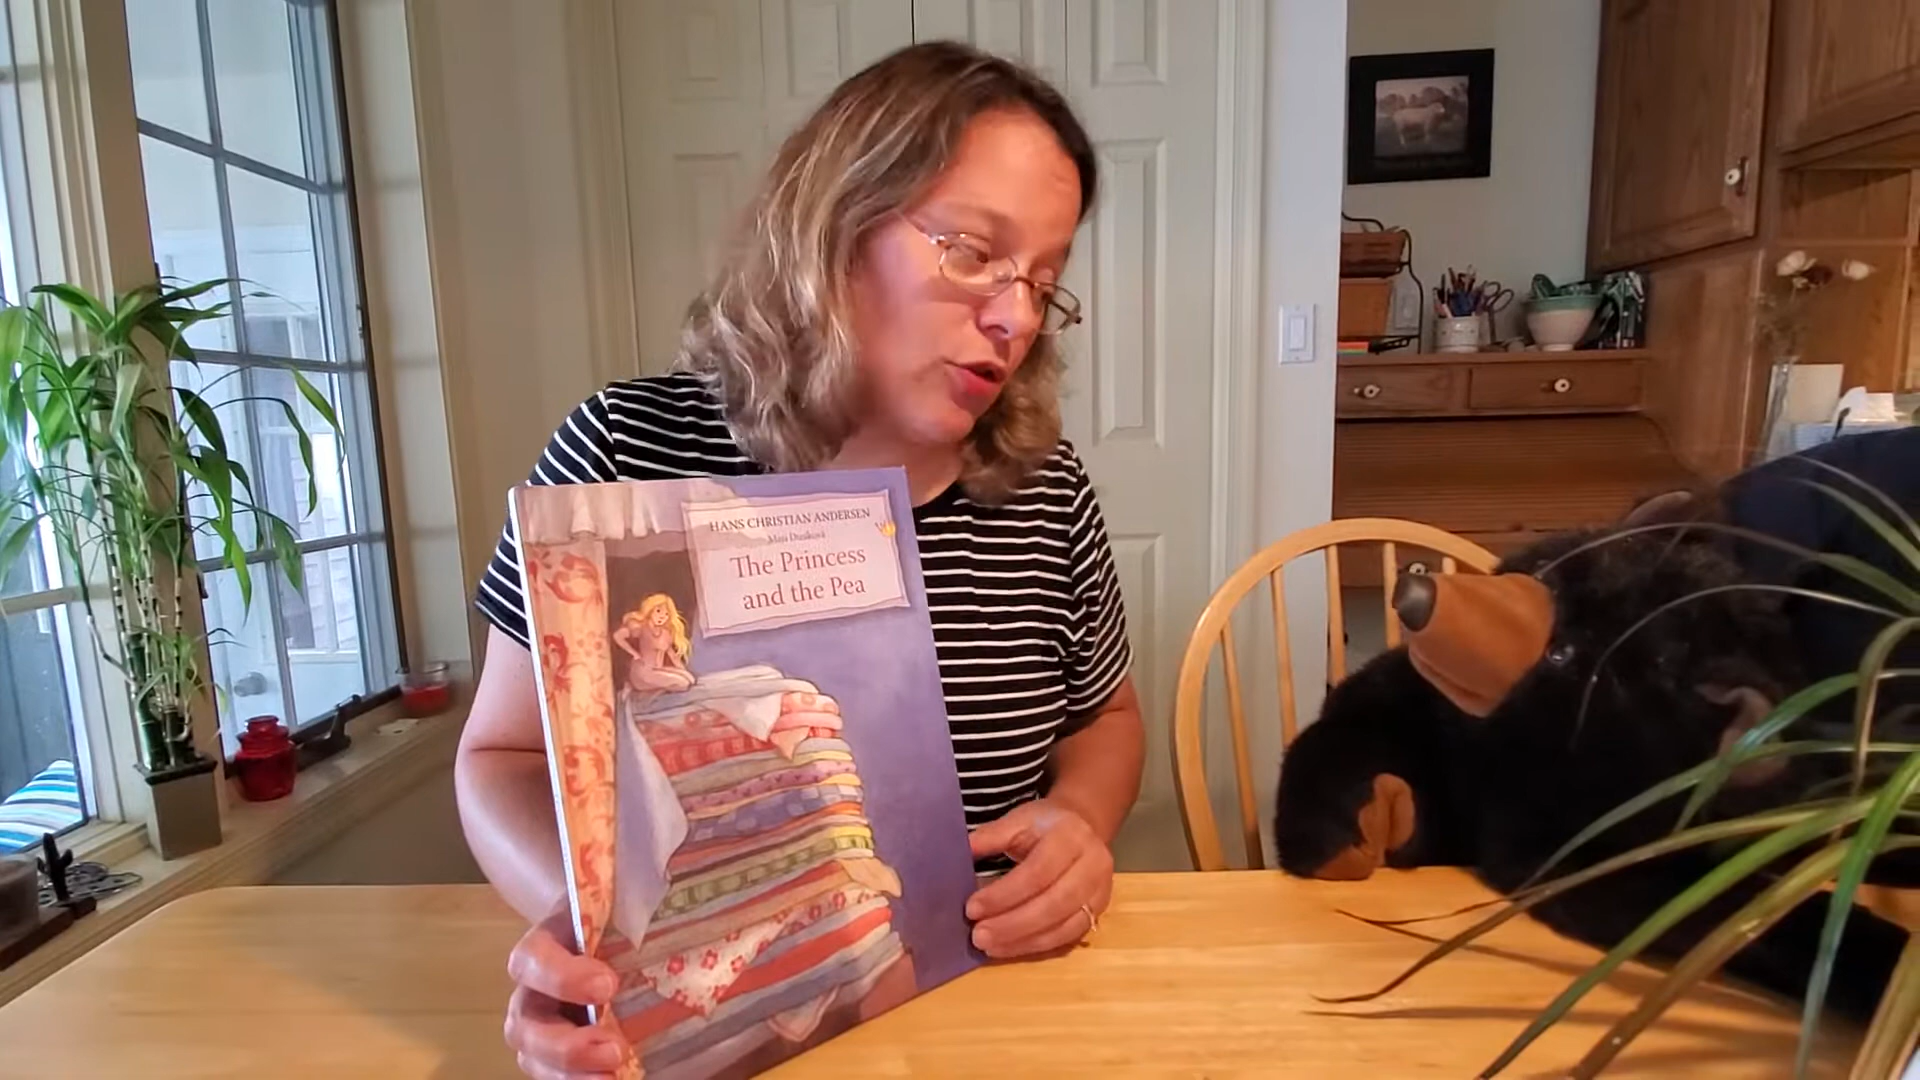 HANS CHRISTIAN ANDERSEN
The Princess
and the Pea